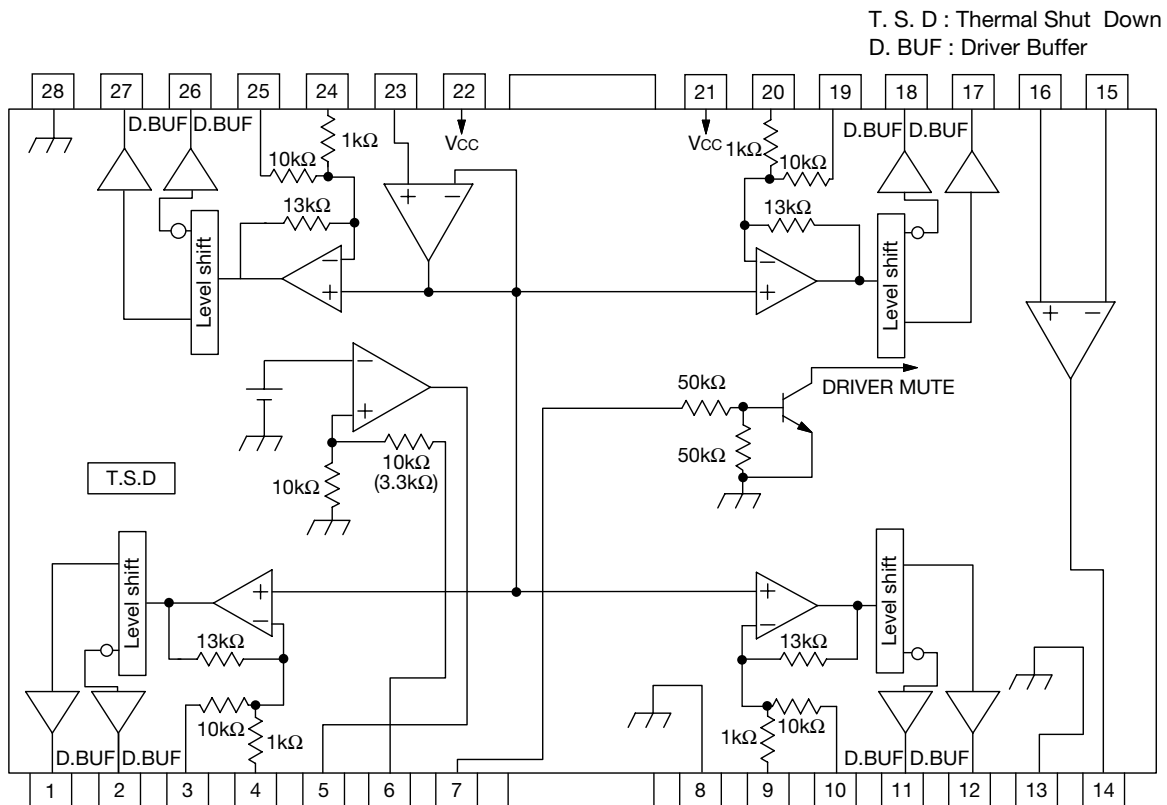 T. S. D : Thermal Shut Down
D. BUF : Driver Buffer
28 27 26 25 24 23 22 21 20 19 18 17 16 15
D.BUF D.BUF 1kΩ VCC VCC 1kΩ D.BUF D.BUF
10kΩ 10kΩ
+ − + −
13kΩ 13kΩ
Level shift − + − + Level shift
− +
50kΩ DRIVER MUTE
50kΩ
10kΩ
(3.3kΩ)
10kΩ
T.S.D
Level shift + − + − Level shift
13kΩ 13kΩ
10kΩ 1kΩ 1kΩ 10kΩ
D.BUF D.BUF D.BUF D.BUF
1 2 3 4 5 6 7 8 9 10 11 12 13 14